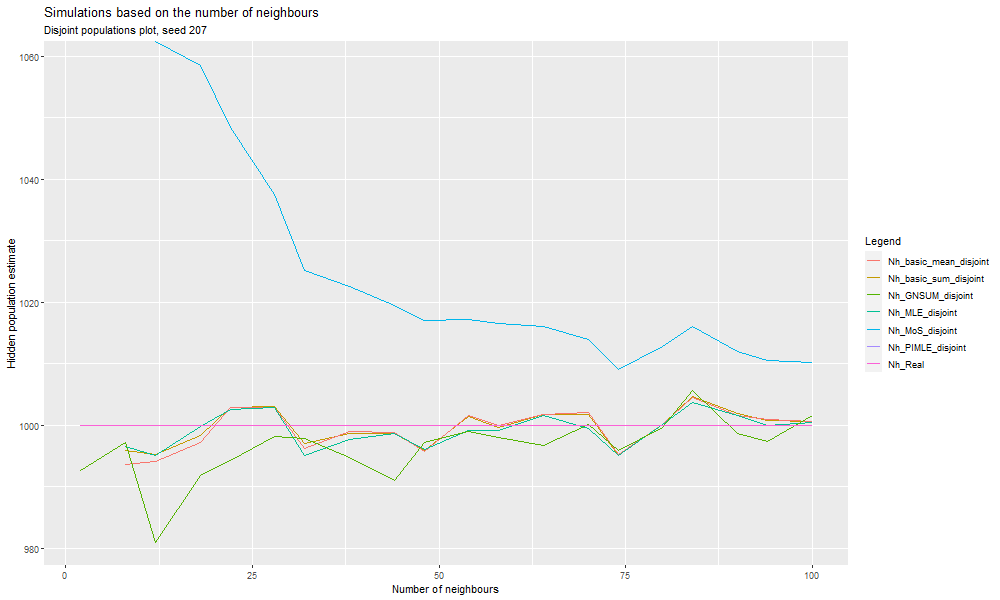 Simulations based on the number of neighbours
Disjoint populations plot, seed 207
Hidden population estimate
1060
1040
1020
1000
980
0 25 50 75 100
Number of neighbours
Legend
Nh_basic_mean_disjoint
Nh_basic_sum_disjoint
Nh_GNSUM_disjoint
Nh_MLE_disjoint
Nh_MoS_disjoint
Nh_PIMLE_disjoint
Nh_Real